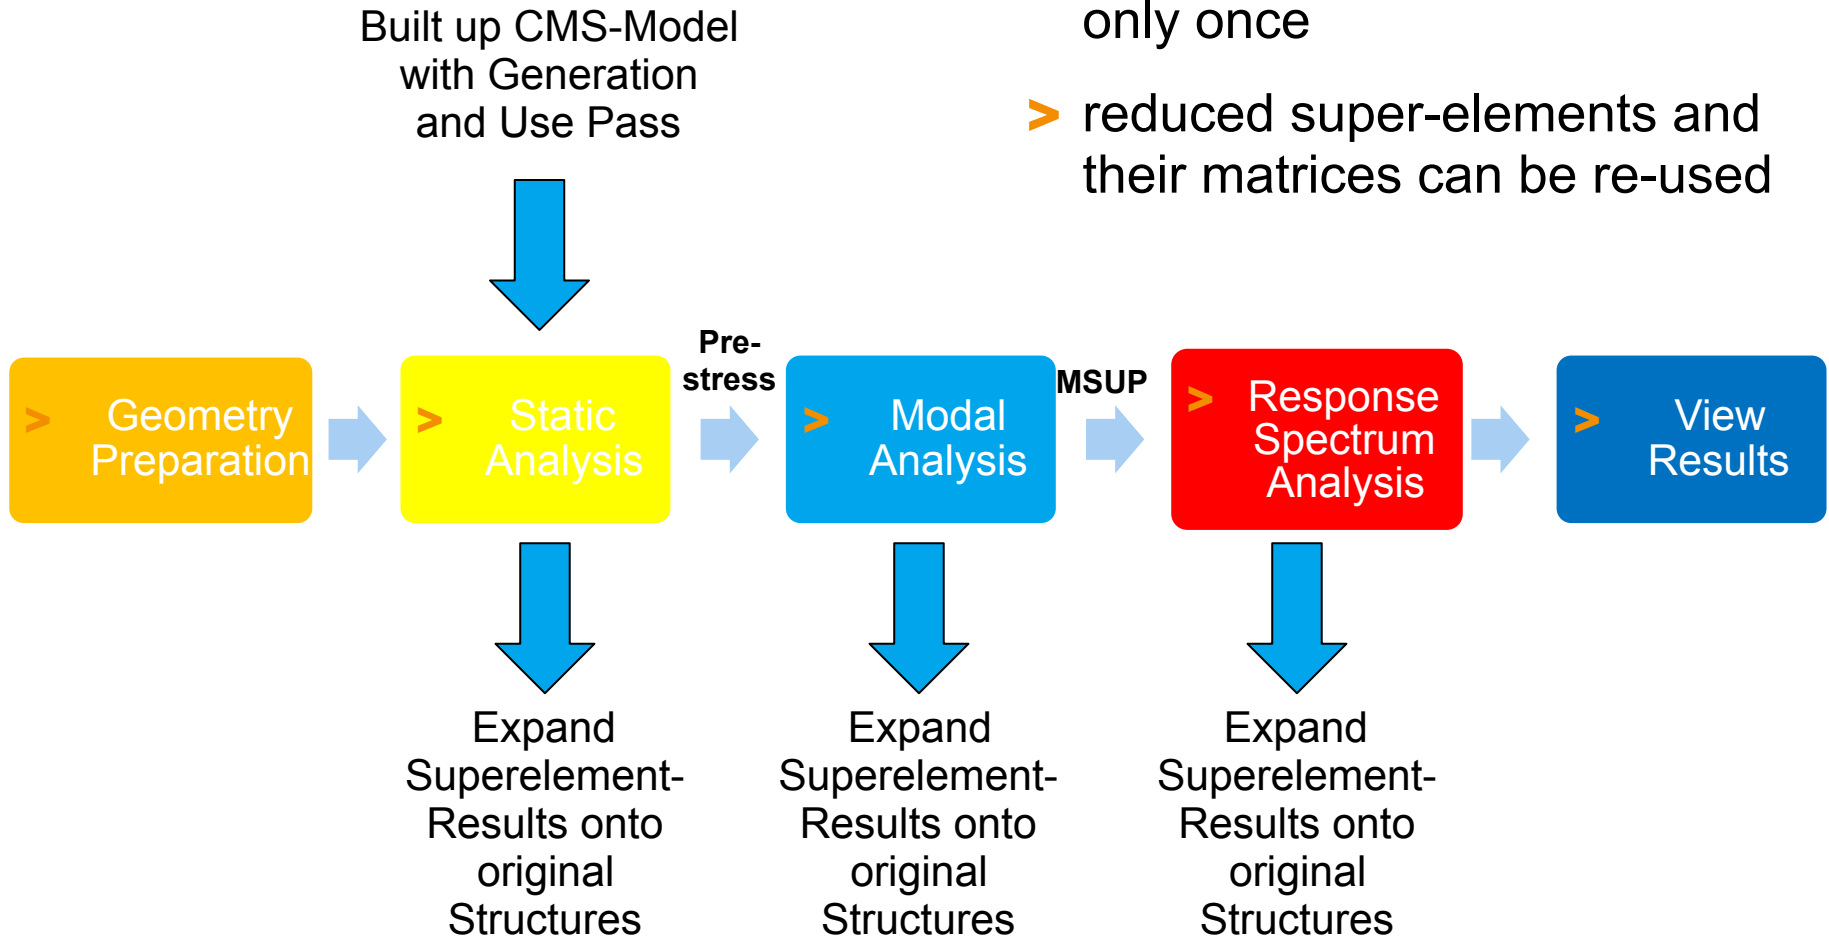 Built up CMS-Model
with Generation
and Use Pass
only once
> reduced super-elements and
their matrices can be re-used
> Geometry
Preparation
> Static
Analysis
Pre-
stress
> Modal
Analysis
MSUP
> Response
Spectrum
Analysis
> View
Results
Expand
Superelement-
Results onto
original
Structures
Expand
Superelement-
Results onto
original
Structures
Expand
Superelement-
Results onto
original
Structures